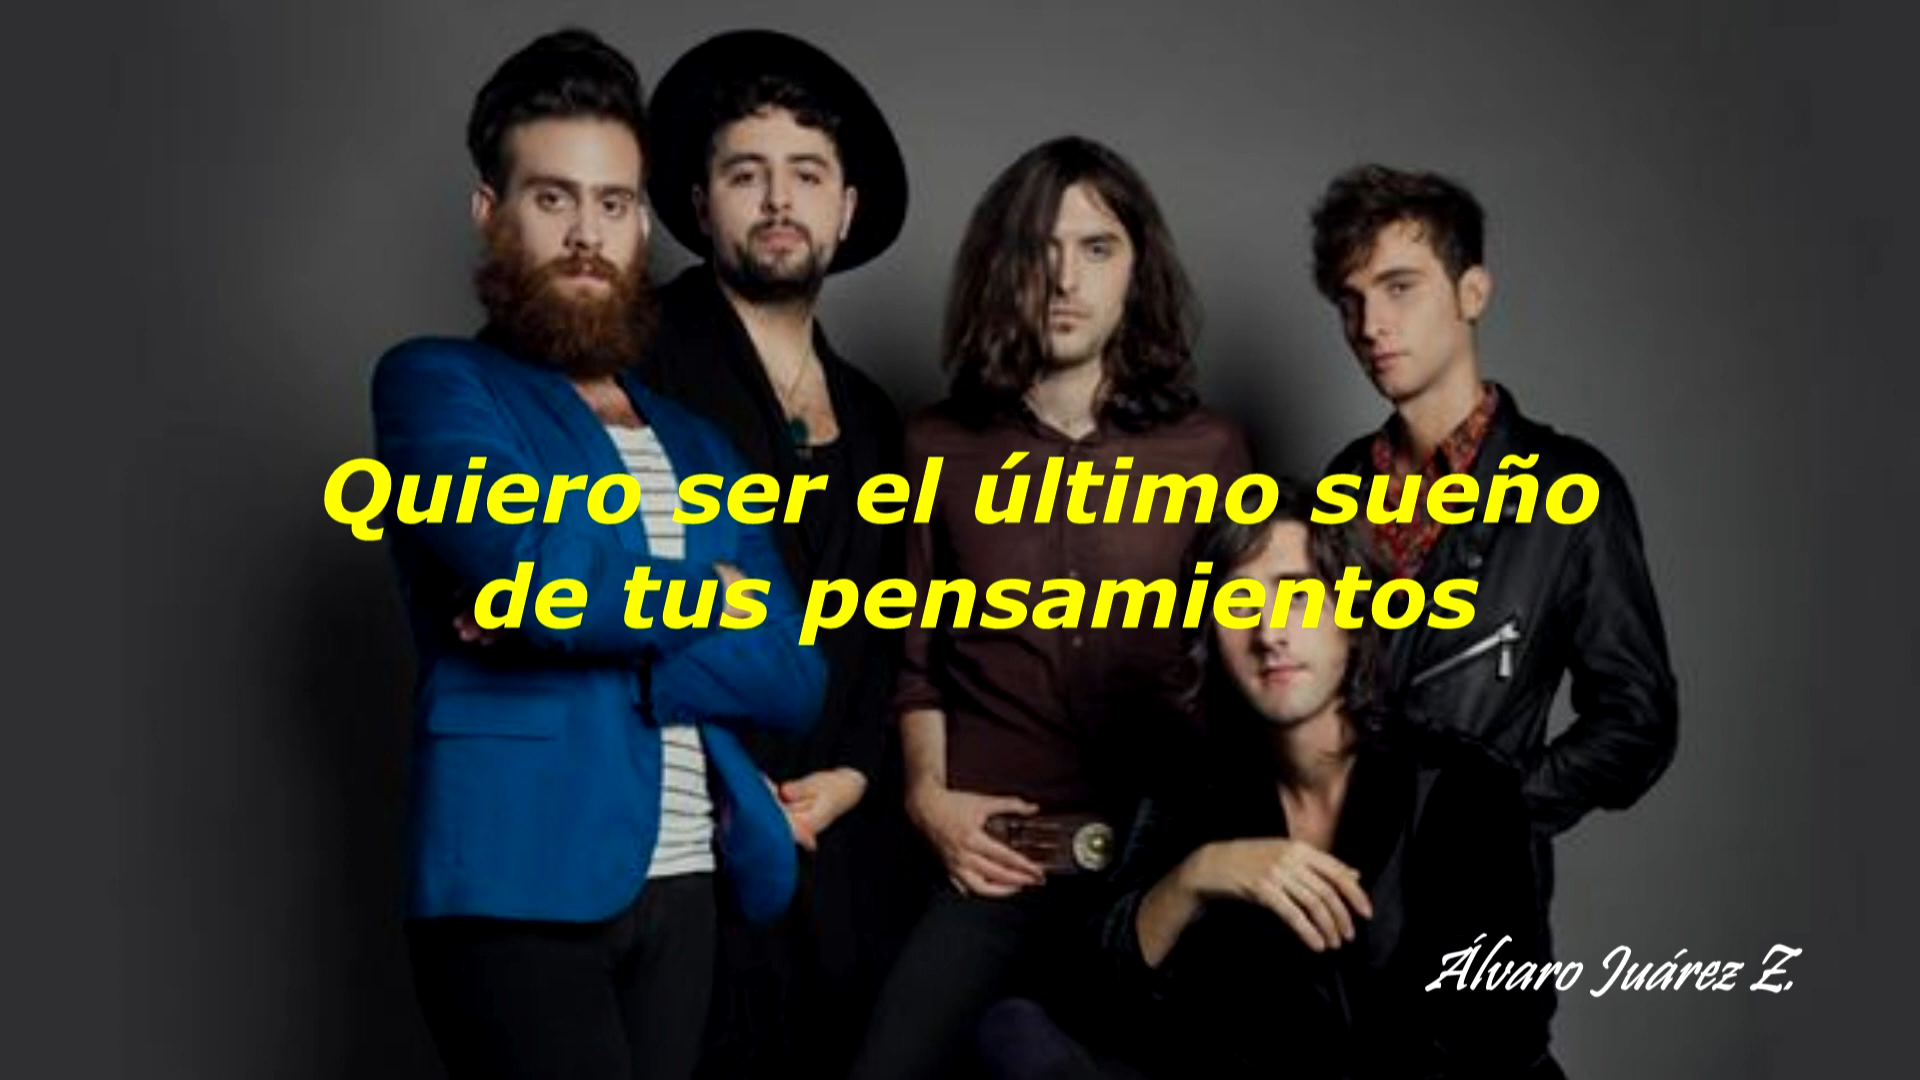 Quiero ser el último sueño
de tus pensamientos
Álvaro Juárez Z.